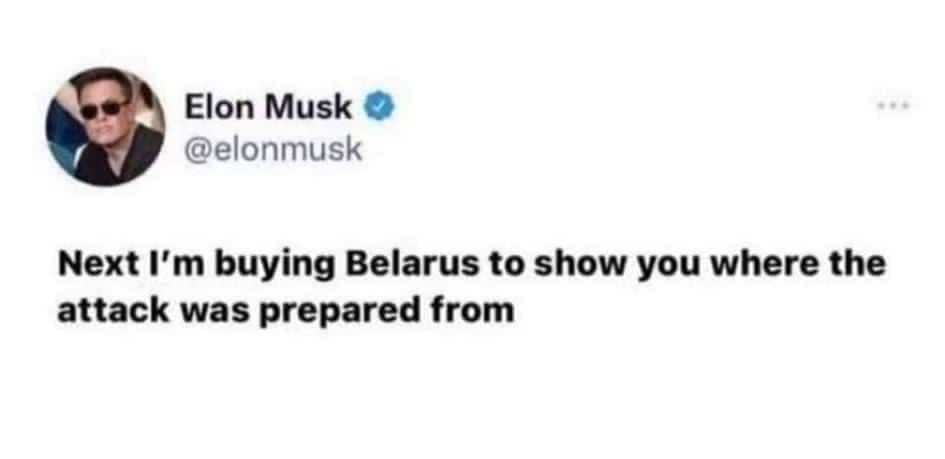 Elon Musk
@elonmusk
Next I'm buying Belarus to show you where the
attack was prepared from